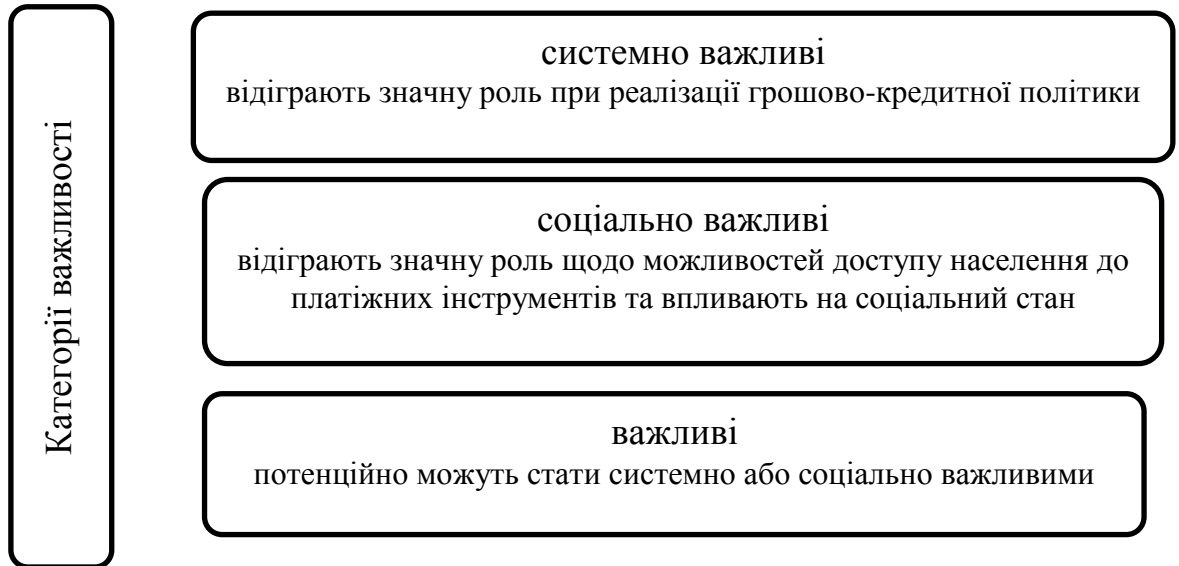 Категорії важливості
системно важливі
відіграють значну роль при реалізації грошово-кредитної політики
соціально важливі
відіграють значну роль щодо можливостей доступу населення до
платіжних інструментів та впливають на соціальний стан
важливі
потенційно можуть стати системно або соціально важливими